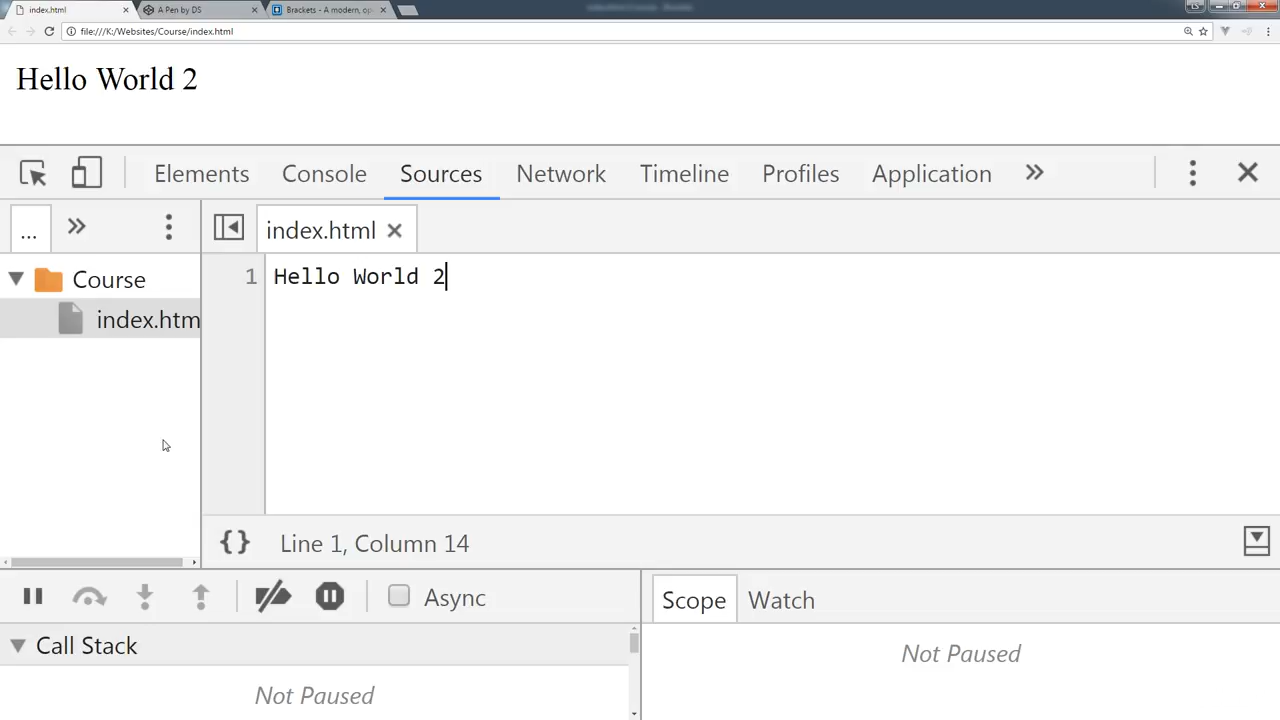 index.html
A Pen by DS
Brackets - A modern, op
file:///K:/Websites/Course/index.html
Hello World 2
Elements Console Sources Network Timeline Profiles Application
...
index.html
Course
index.htm
1 Hello World 2
{} Line 1, Column 14
Async
Scope Watch
Call Stack
Not Paused
Not Paused